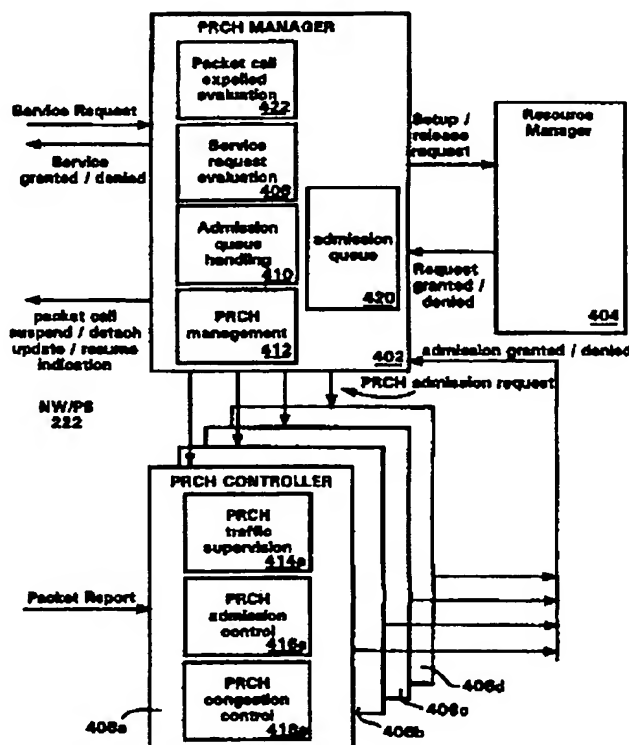 PRCH MANAGER
Packet call
expelled
evaluation
422
Service Request
Service
granted / denied
Service
request
evaluation
408
Setup /
release
request
Resource
Manager
Admission
queue
handling
410
admission
queue
420
Request
granted /
denied
404
packet call
suspend / detach
update / resume
indication
PRCH
management
412
402
admission granted / denied
PRCH admission request
NW/PS
222
PRCH CONTROLLER
PRCH
traffic
supervision
414a
Packet Report
PRCH
admission
control
416a
PRCH
congestion
control
418a
406a
406b
406c
406d